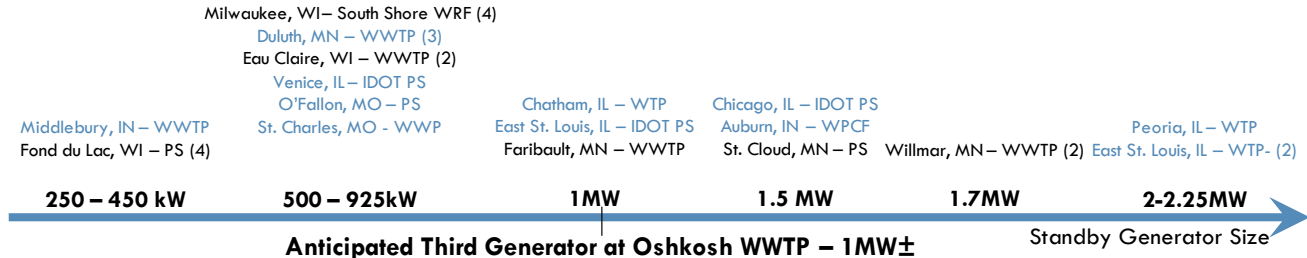 Milwaukee, WI– South Shore WRF (4)
Duluth, MN – WWTP (3)
Eau Claire, WI – WWTP (2)
Venice, IL – IDOT PS
O'Fallon, MO – PS
St. Charles, MO - WWP
Middlebury, IN – WWTP
Fond du Lac, WI – PS (4)
Chatham, IL – WTP
East St. Louis, IL – IDOT PS
Faribault, MN – WWTP
Chicago, IL – IDOT PS
Auburn, IN – WPCF
St. Cloud, MN – PS
Willmar, MN – WWTP (2)
Peoria, IL – WTP
East St. Louis, IL – WTP- (2)
250 – 450 kW
500 – 925kW
1MW
1.5 MW
1.7MW
2-2.25MW
Anticipated Third Generator at Oshkosh WWTP – 1MW±
Standby Generator Size